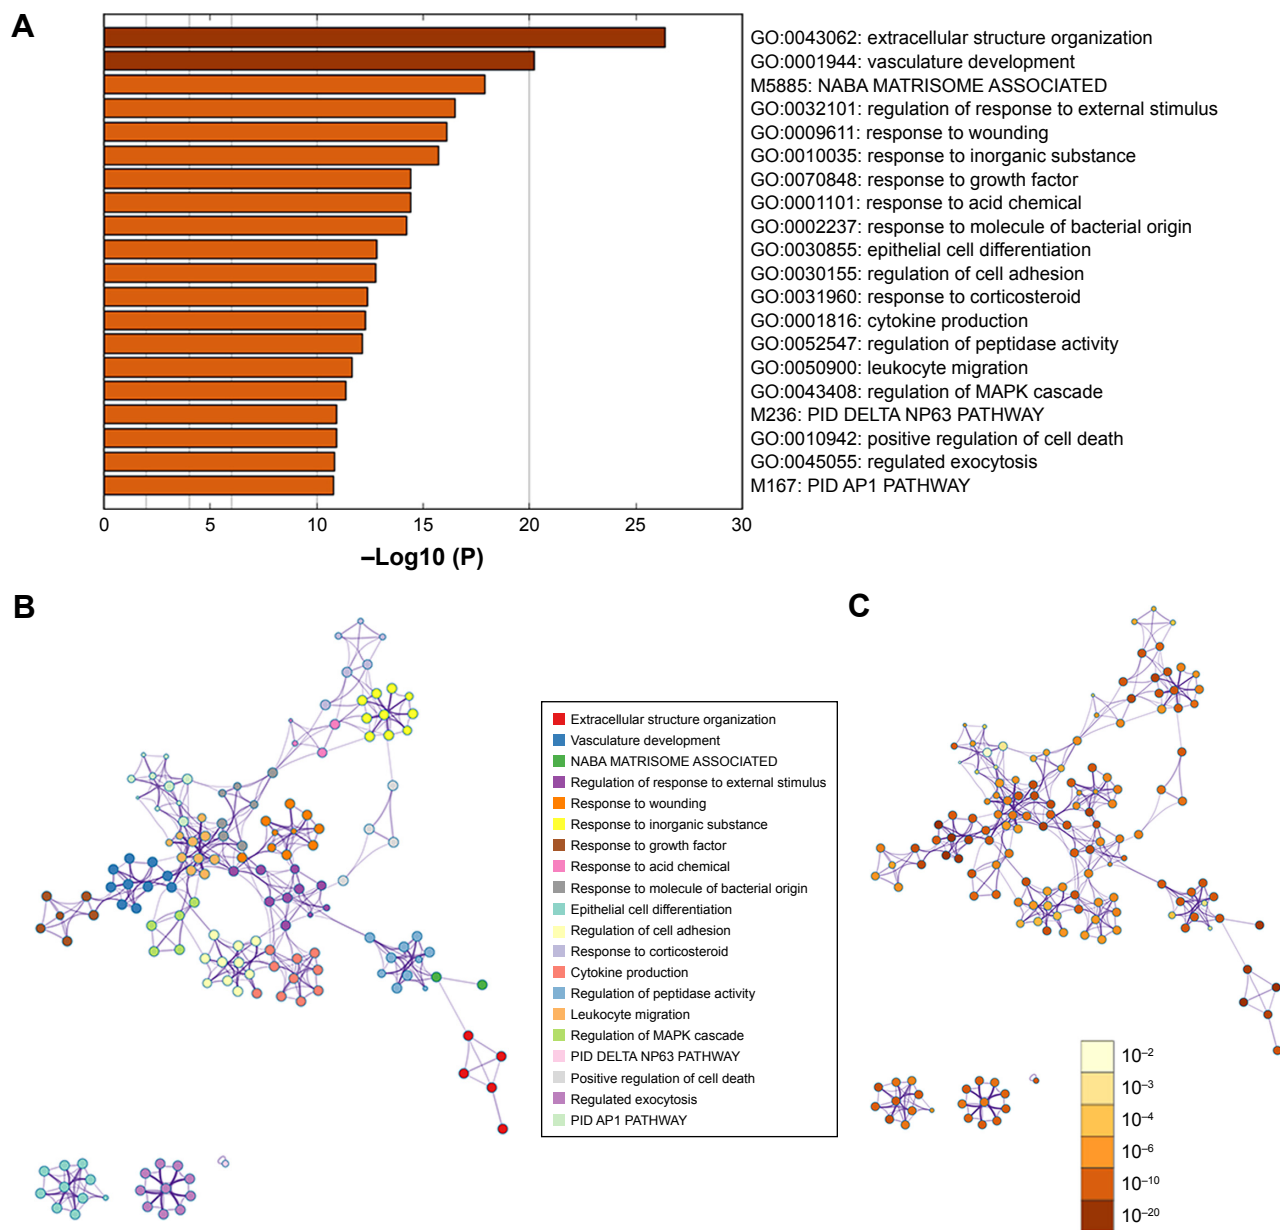 A
GO:0043062: extracellular structure organization
GO:0001944: vasculature development
M5885: NABA MATRISOME ASSOCIATED
GO:0032101: regulation of response to external stimulus
GO:0009611: response to wounding
GO:0010035: response to inorganic substance
GO:0070848: response to growth factor
GO:0001101: response to acid chemical
GO:0002237: response to molecule of bacterial origin
GO:0030855: epithelial cell differentiation
GO:0030155: regulation of cell adhesion
GO:0031960: response to corticosteroid
GO:0001816: cytokine production
GO:0052547: regulation of peptidase activity
GO:0050900: leukocyte migration
GO:0043408: regulation of MAPK cascade
M236: PID DELTA NP63 PATHWAY
GO:0010942: positive regulation of cell death
GO:0045055: regulated exocytosis
M167: PID AP1 PATHWAY
0 5 10 15 20 25 30
–Log10 (P)
B
Extracellular structure organization
Vasculature development
NABA MATRISOME ASSOCIATED
Regulation of response to external stimulus
Response to wounding
Response to inorganic substance
Response to growth factor
Response to acid chemical
Response to molecule of bacterial origin
Epithelial cell differentiation
Regulation of cell adhesion
Response to corticosteroid
Cytokine production
Regulation of peptidase activity
Leukocyte migration
Regulation of MAPK cascade
PID DELTA NP63 PATHWAY
Positive regulation of cell death
Regulated exocytosis
PID AP1 PATHWAY
C
10⁻²
10⁻³
10⁻⁴
10⁻⁶
10⁻¹⁰
10⁻²⁰